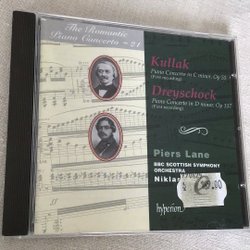 The Romantic
Piano Concerto ~ 21
Kullak
Piano Concerto in C minor, Op 55
(First recording)
Dreyschock
Piano Concerto in D minor, Op 137
(First recording)
Piers Lane
BBC SCOTTISH SYMPHONY
ORCHESTRA
Niklas
hyperion